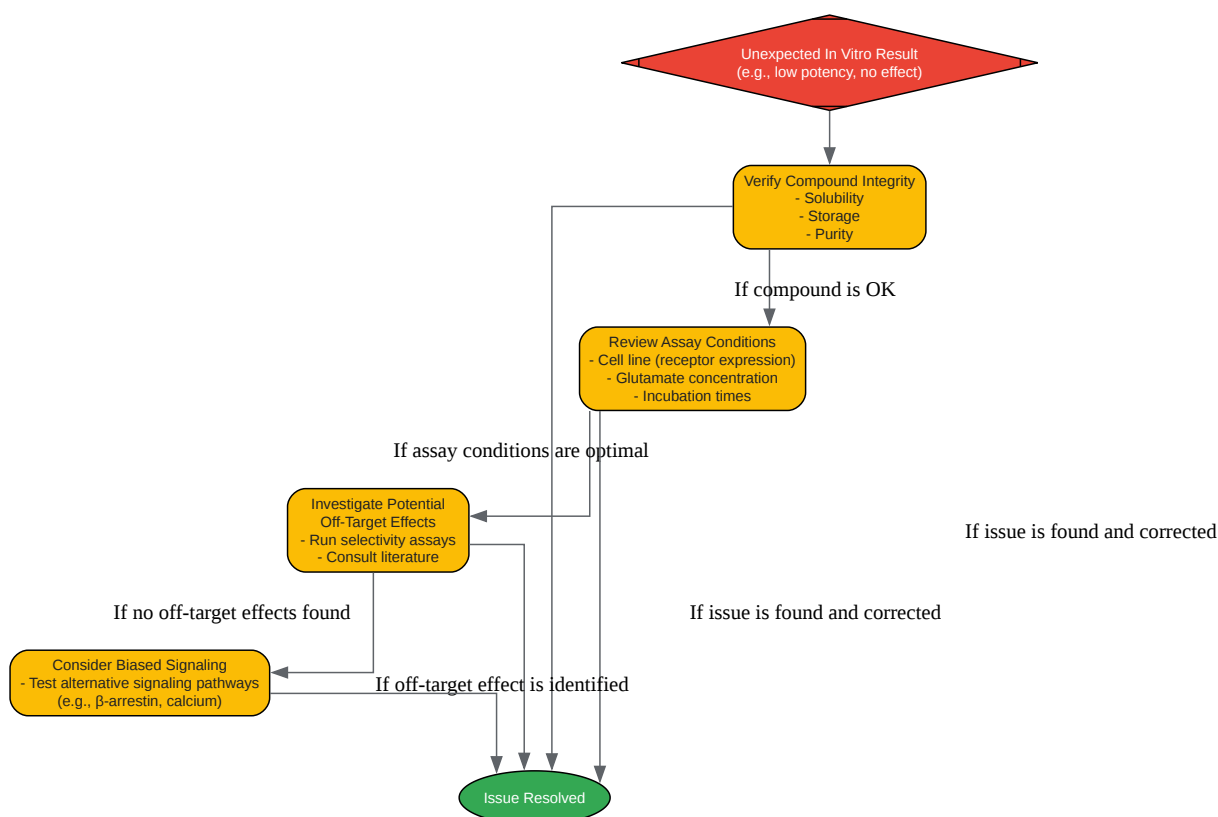 Unexpected In Vitro Result
(e.g., low potency, no effect)
Verify Compound Integrity
- Solubility
- Storage
- Purity
If compound is OK
Review Assay Conditions
- Cell line (receptor expression)
- Glutamate concentration
- Incubation times
If assay conditions are optimal
Investigate Potential
Off-Target Effects
- Run selectivity assays
- Consult literature
If issue is found and corrected
If no off-target effects found
If issue is found and corrected
Consider Biased Signaling
- Test alternative signaling pathways
(e.g., β-arrestin, calcium)
If off-target effect is identified
Issue Resolved